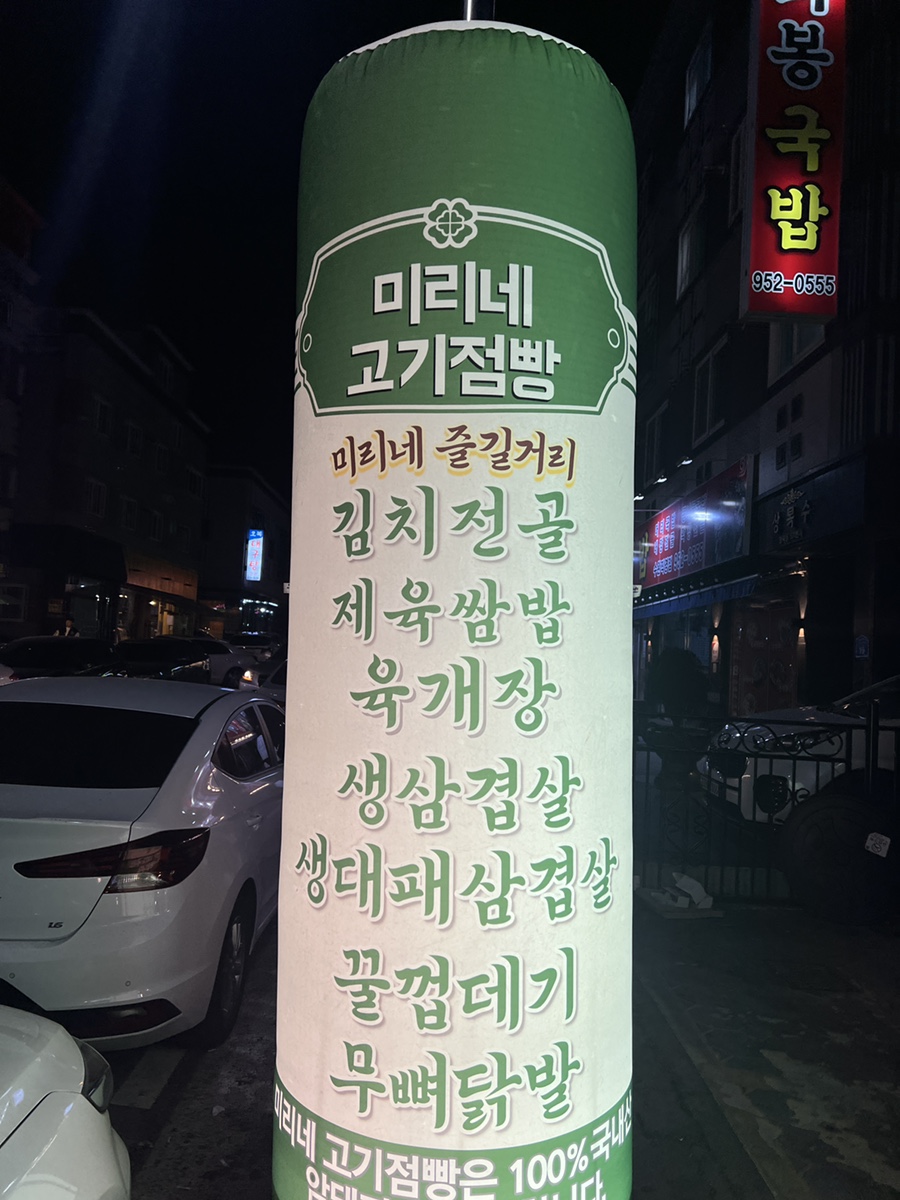 미리네
고기점빵
미리네 즐길거리
김치전골
제육쌈밥
육개장
생삼겹살
생대패삼겹살
꿀껍데기
무뼈닭발
미리네 고기점빵은 100%국내산
봉
국
밥
952-0555